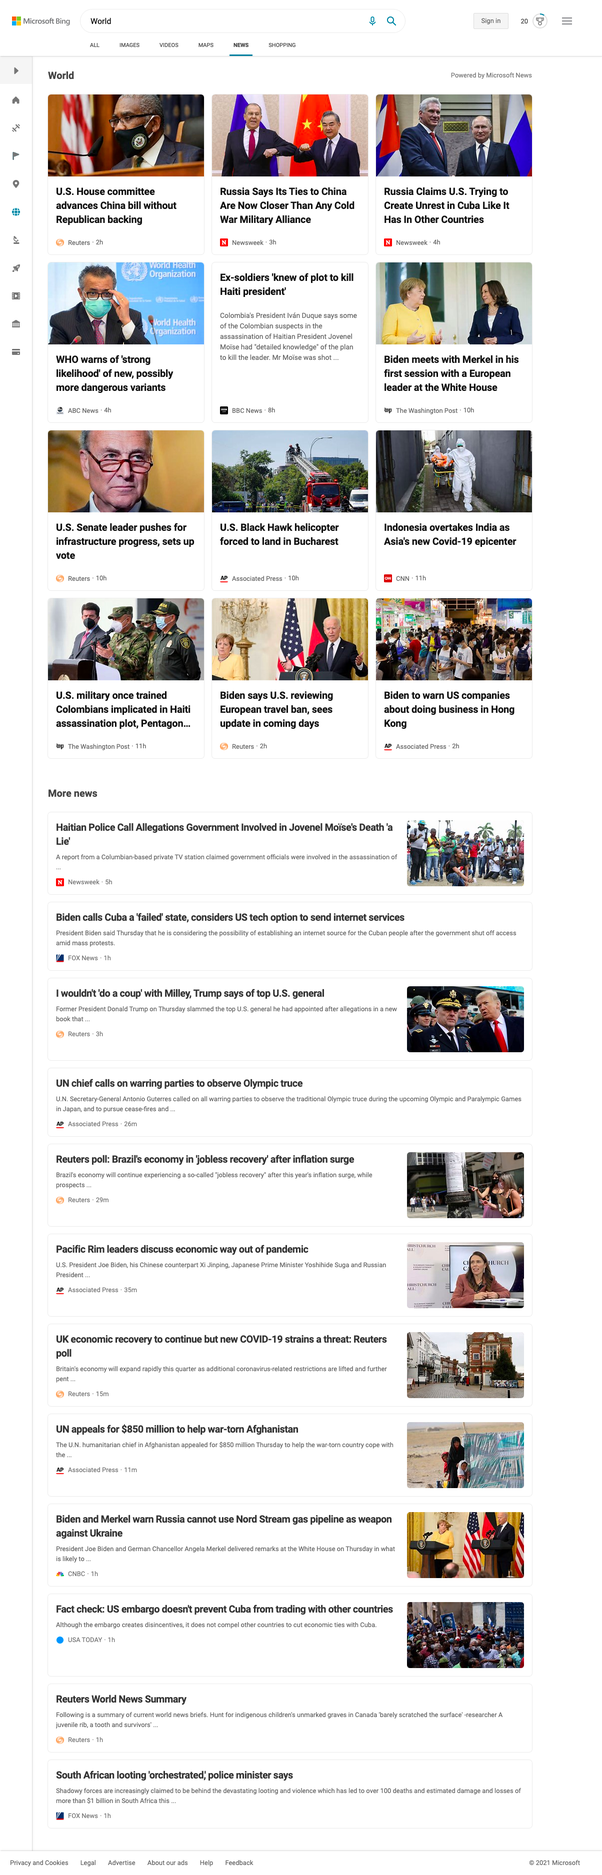 Microsoft Bing
World
Sign in
20
ALL IMAGES VIDEOS MAPS NEWS SHOPPING
World
Powered by Microsoft News
U.S. House committee
advances China bill without
Republican backing
Reuters · 2h
Russia Says Its Ties to China
Are Now Closer Than Any Cold
War Military Alliance
Newsweek · 3h
Russia Claims U.S. Trying to
Create Unrest in Cuba Like It
Has In Other Countries
Newsweek · 4h
World Health
Organization
World Health
Organization
WHO warns of 'strong
likelihood' of new, possibly
more dangerous variants
ABC News · 4h
Ex-soldiers 'knew of plot to kill
Haiti president'
Colombia's President Iván Duque says some
of the Colombian suspects in the
assassination of Haitian President Jovenel
Moïse had "detailed knowledge" of the plan
to kill the leader. Mr Moïse was shot ...
BBC News · 8h
Biden meets with Merkel in his
first session with a European
leader at the White House
The Washington Post · 10h
U.S. Senate leader pushes for
infrastructure progress, sets up
vote
Reuters · 10h
U.S. Black Hawk helicopter
forced to land in Bucharest
AP Associated Press · 10h
Indonesia overtakes India as
Asia's new Covid-19 epicenter
CNN · 11h
U.S. military once trained
Colombians implicated in Haiti
assassination plot, Pentagon...
wp The Washington Post · 11h
Biden says U.S. reviewing
European travel ban, sees
update in coming days
Reuters · 2h
Biden to warn US companies
about doing business in Hong
Kong
AP Associated Press · 2h
More news
Haitian Police Call Allegations Government Involved in Jovenel Moïse's Death 'a
Lie'
A report from a Columbian-based private TV station claimed government officials were involved in the assassination of
...
N Newsweek · 5h
Biden calls Cuba a 'failed' state, considers US tech option to send internet services
President Biden said Thursday that he is considering the possibility of establishing an internet source for the Cuban people after the government shut off access
amid mass protests.
FOX News · 1h
I wouldn't 'do a coup' with Milley, Trump says of top U.S. general
Former President Donald Trump on Thursday slammed the top U.S. general he had appointed after allegations in a new
book that ...
Reuters · 3h
UN chief calls on warring parties to observe Olympic truce
U.N. Secretary-General Antonio Guterres called on all warring parties to observe the traditional Olympic truce during the upcoming Olympic and Paralympic Games
in Japan, and to pursue cease-fires and ...
AP Associated Press · 26m
Reuters poll: Brazil's economy in 'jobless recovery' after inflation surge
Brazil's economy will continue experiencing a so-called "jobless recovery" after this year's inflation surge, while
prospects ...
Reuters · 29m
Pacific Rim leaders discuss economic way out of pandemic
U.S. President Joe Biden, his Chinese counterpart Xi Jinping, Japanese Prime Minister Yoshihide Suga and Russian
President ...
AP Associated Press · 35m
UK economic recovery to continue but new COVID-19 strains a threat: Reuters
poll
Britain's economy will expand rapidly this quarter as additional coronavirus-related restrictions are lifted and further
pent ...
Reuters · 15m
UN appeals for $850 million to help war-torn Afghanistan
The U.N. humanitarian chief in Afghanistan appealed for $850 million Thursday to help the war-torn country cope with
the ...
AP Associated Press · 11m
Biden and Merkel warn Russia cannot use Nord Stream gas pipeline as weapon
against Ukraine
President Joe Biden and German Chancellor Angela Merkel delivered remarks at the White House on Thursday in what
is likely to ...
CNBC · 1h
Fact check: US embargo doesn't prevent Cuba from trading with other countries
Although the embargo creates disincentives, it does not compel other countries to cut economic ties with Cuba.
USA TODAY · 1h
Reuters World News Summary
Following is a summary of current world news briefs. Hunt for indigenous children's unmarked graves in Canada 'barely scratched the surface' -researcher A
juvenile rib, a tooth and survivors' ...
Reuters · 1h
South African looting 'orchestrated,' police minister says
Shadowy forces are increasingly claimed to be behind the devastating looting and violence which has led to over 100 deaths and estimated damage and losses of
more than $1 billion in South Africa this ...
FOX News · 1h
Privacy and Cookies Legal Advertise About our ads Help Feedback
© 2021 Microsoft